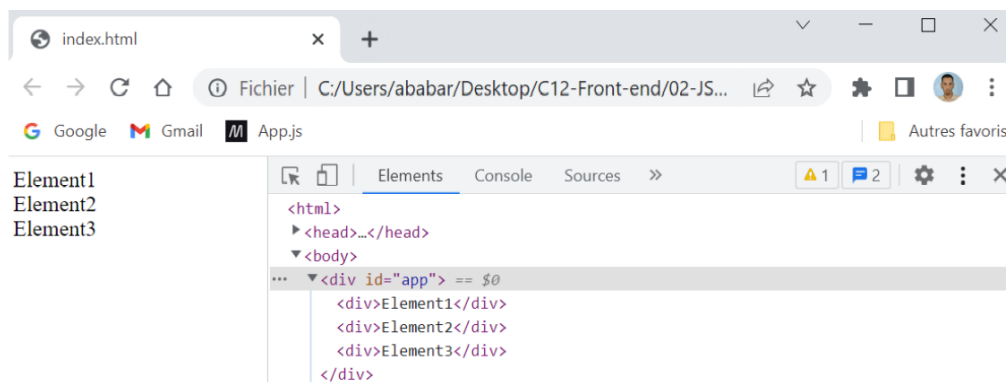 index.html
Fichier | C:/Users/ababar/Desktop/C12-Front-end/02-JS...
Google Gmail App.js Autres favoris
Element1
Element2
Element3
Elements Console Sources » 1 2
<html>
<head>…</head>
<body>
<div id="app"> == $0
<div>Element1</div>
<div>Element2</div>
<div>Element3</div>
</div>